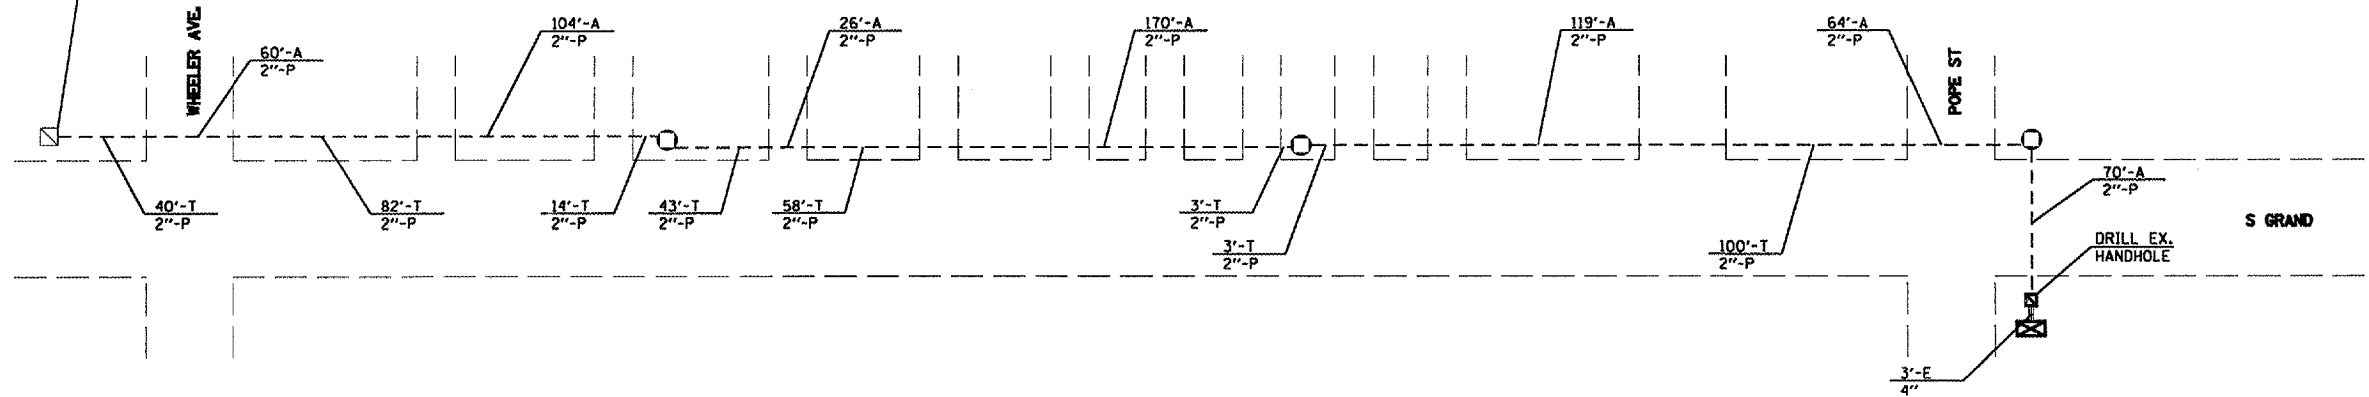 WHEELER AVE.
60'-A
2"-P
104'-A
2"-P
26'-A
2"-P
170'-A
2"-P
119'-A
2"-P
64'-A
2"-P
POPE ST
40'-T
2"-P
82'-T
2"-P
14'-T
2"-P
43'-T
2"-P
58'-T
2"-P
3'-T
2"-P
3'-T
2"-P
100'-T
2"-P
70'-A
2"-P
S GRAND
DRILL EX.
HANDHOLE
3'-E
4"